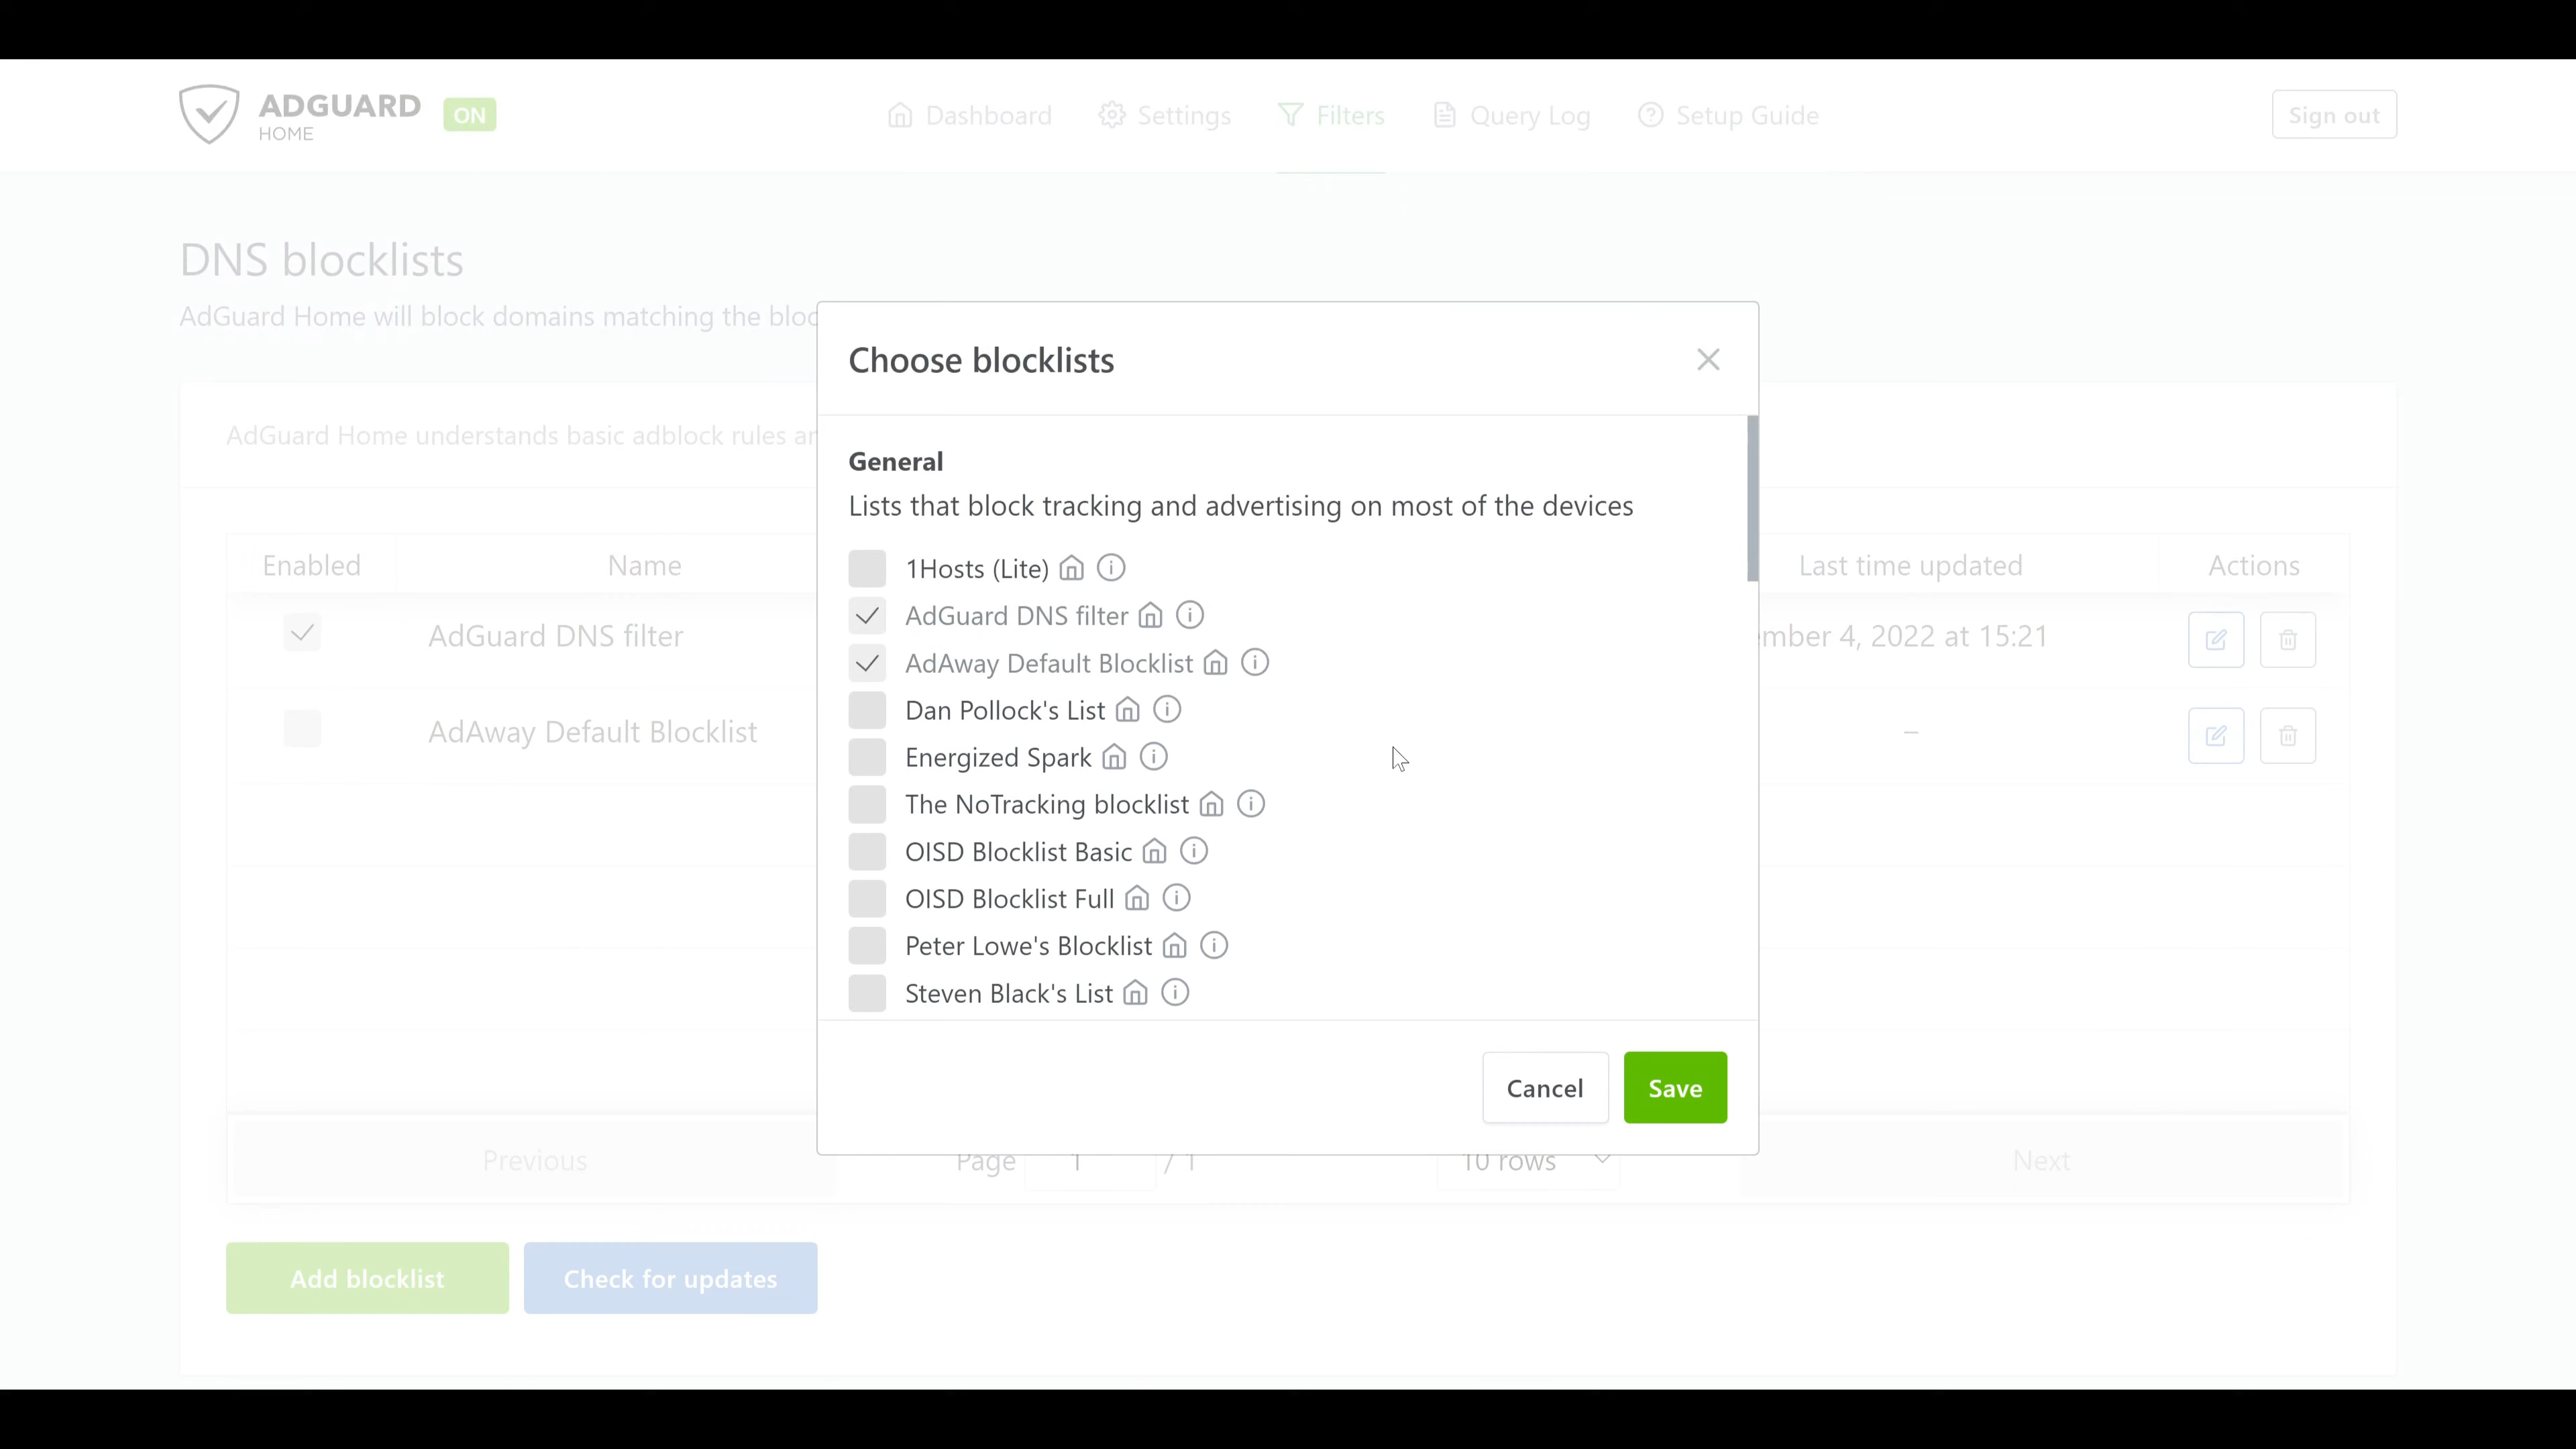 ADGUARD
HOME
ON
Dashboard
Settings
Filters
Query Log
Setup Guide
Sign out
DNS blocklists
AdGuard Home will block domains matching the
AdGuard Home understands basic adblock rules
Enabled
Name
Last time updated
Actions
AdGuard DNS filter
4, 2022 at 15:21
AdAway Default Blocklist
–
Choose blocklists
General
Lists that block tracking and advertising on most of the devices
1Hosts (Lite)
AdGuard DNS filter
AdAway Default Blocklist
Dan Pollock's List
Energized Spark
The NoTracking blocklist
OISD Blocklist Basic
OISD Blocklist Full
Peter Lowe's Blocklist
Steven Black's List
Cancel
Save
Previous
Page 1 / 1
10 rows
Next
Add blocklist
Check for updates